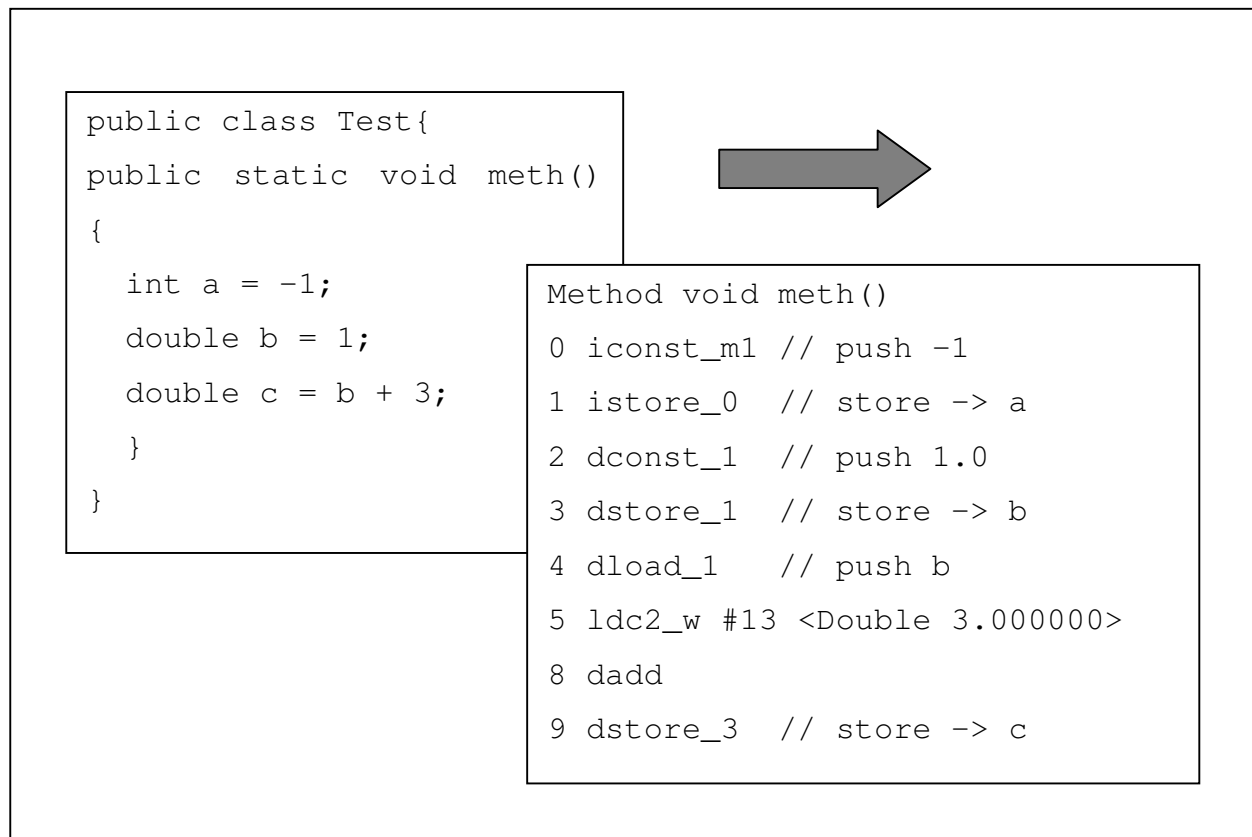 public class Test{
public static void meth()
{
int a = -1;
double b = 1;
double c = b + 3;
}
}
Method void meth()
0 iconst_m1 // push -1
1 istore_0 // store -> a
2 dconst_1 // push 1.0
3 dstore_1 // store -> b
4 dload_1 // push b
5 ldc2_w #13 <Double 3.000000>
8 dadd
9 dstore_3 // store -> c